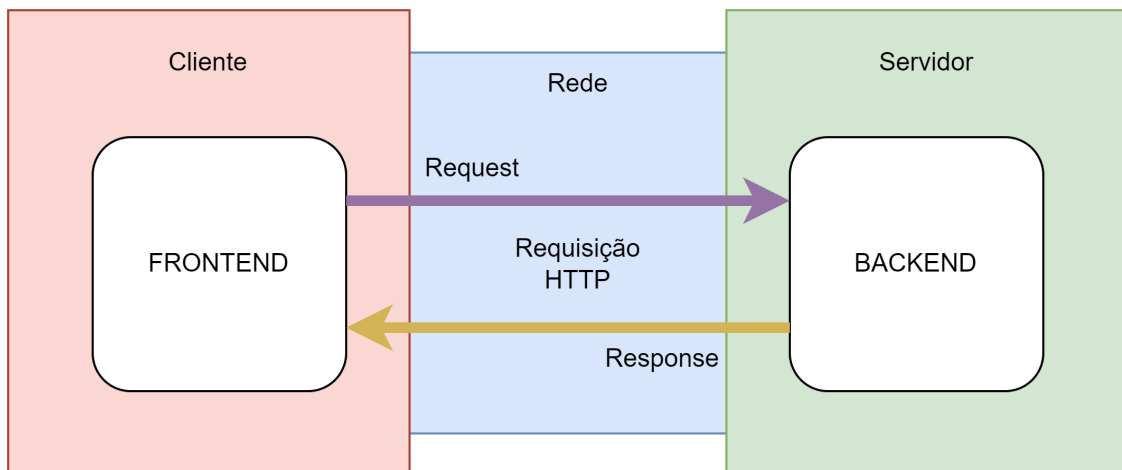 Cliente
Rede
Servidor
Request
FRONTEND
Requisição
HTTP
BACKEND
Response